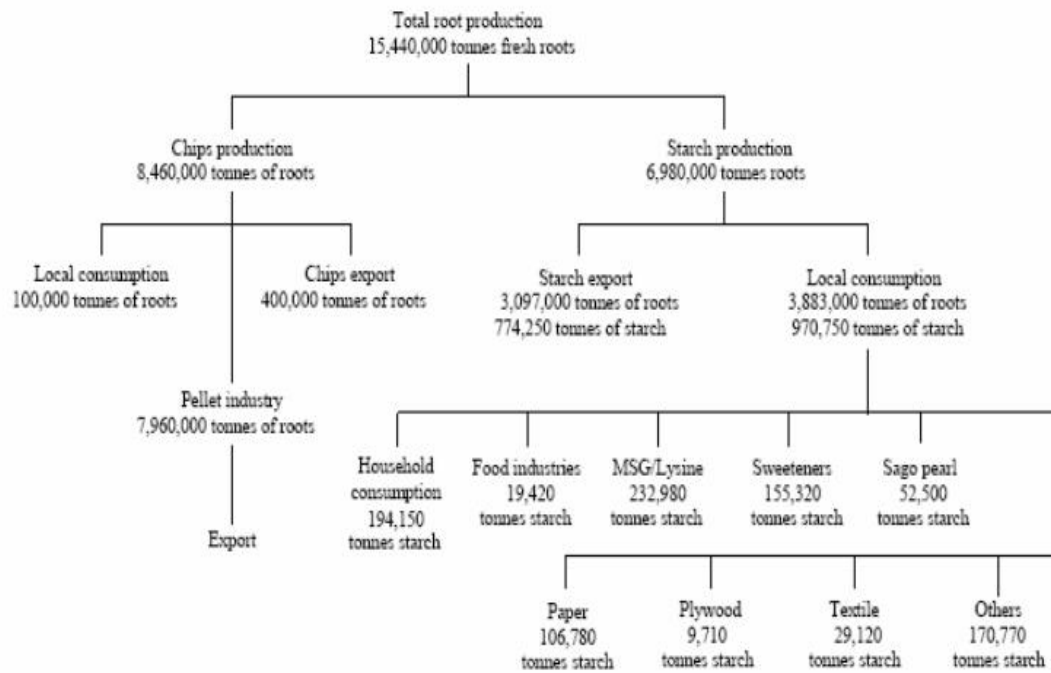 Total root production
15,440,000 tonnes fresh roots
Chips production
8,460,000 tonnes of roots
Starch production
6,980,000 tonnes roots
Local consumption
100,000 tonnes of roots
Chips export
400,000 tonnes of roots
Starch export
3,097,000 tonnes of roots
774,250 tonnes of starch
Local consumption
3,883,000 tonnes of roots
970,750 tonnes of starch
Pellet industry
7,960,000 tonnes of roots
Export
Household
consumption
194,150
tonnes starch
Food industries
19,420
tonnes starch
MSG/Lysine
232,980
tonnes starch
Sweeteners
155,320
tonnes starch
Sago pearl
52,500
tonnes starch
Paper
106,780
tonnes starch
Plywood
9,710
tonnes starch
Textile
29,120
tonnes starch
Others
170,770
tonnes starch